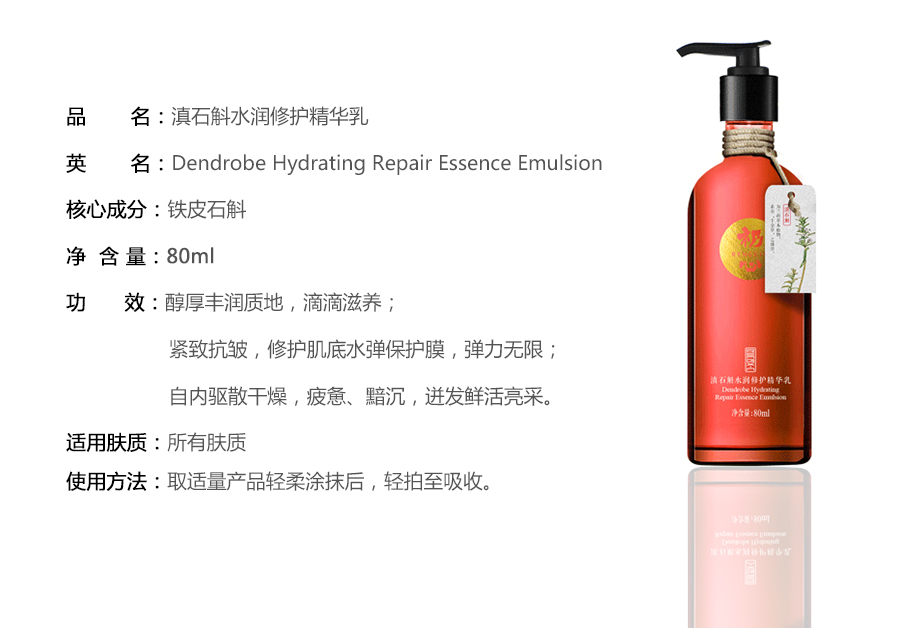 品 名：滇石斛水润修护精华乳
英 名：Dendrobe Hydrating Repair Essence Emulsion
核心成分：铁皮石斛
净 含 量：80ml
功 效：醇厚丰润质地，滴滴滋养；
紧致抗皱，修护肌底水弹保护膜，弹力无限；
自内驱散干燥，疲惫、黯沉，迸发鲜活亮采。
适用肤质：所有肤质
使用方法：取适量产品轻柔涂抹后，轻拍至吸收。
滇石斛水润修护精华乳
Dendrobe Hydrating
Repair Essence Emulsion
净含量:80ml